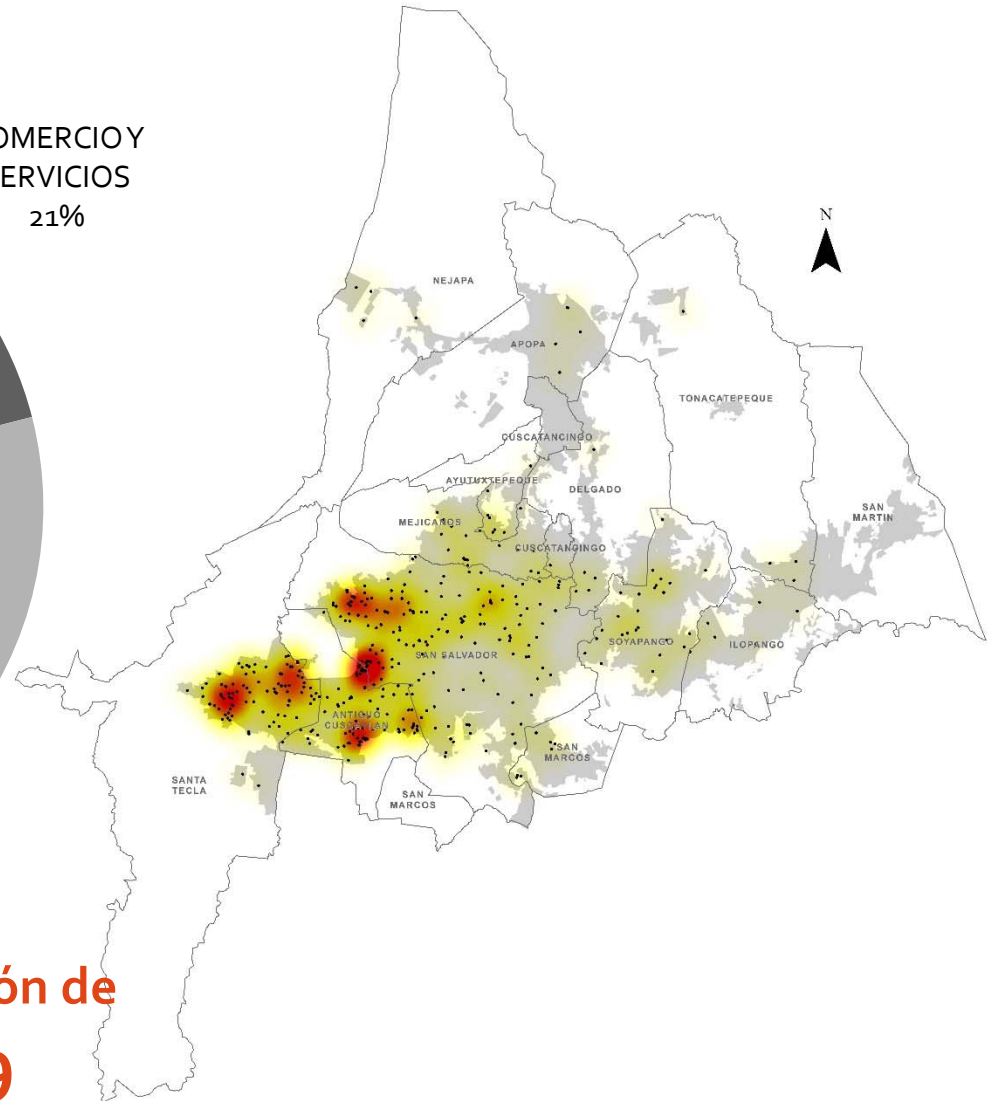 OMERCIO Y
ERVICIOS
21%
N
NEJAPA
APOPA
TONACATEPEQUE
CUSCATANCINGO
AYUTUXTEPEQUE
DELGADO
SAN
MARTIN
MEJICANOS
CUSCATANCINGO
SOYAPANGO
ILOPANGO
SAN SALVADOR
ANTIGUO
CUSCATLAN
SAN
MARCOS
SANTA
TECLA
SAN
MARCOS
ón de
9